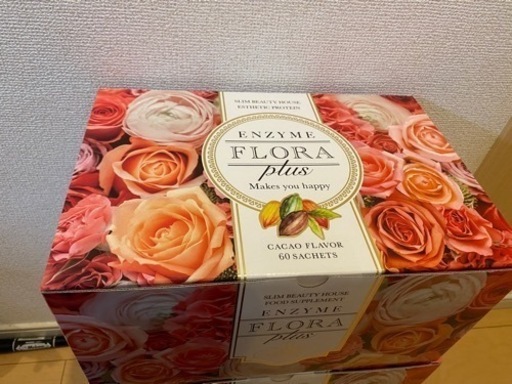 SLIM BEAUTY HOUSE
ESTHETIC PROTEIN
ENZYME
FLORA
plus
Makes you happy
CACAO FLAVOR
60 SACHETS
SLIM BEAUTY HOUSE
FOOD SUPPLEMENT
ENZYME
FLORA
plus